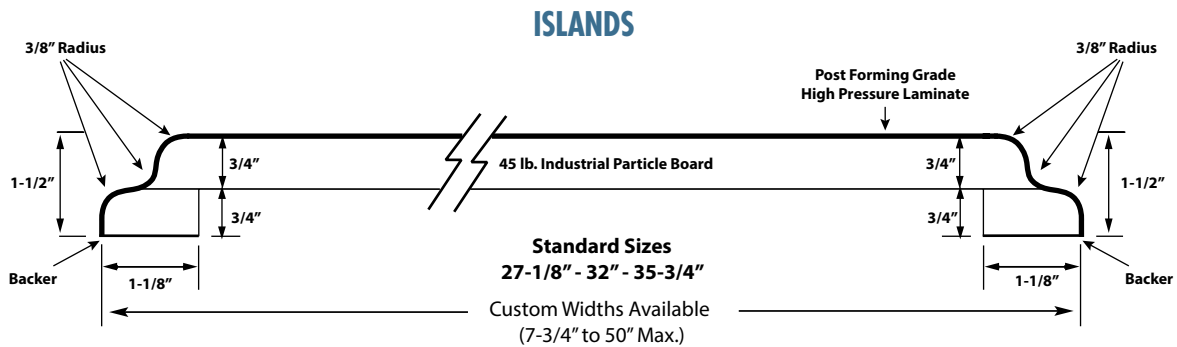 ISLANDS
3/8” Radius
3/8” Radius
Post Forming Grade
High Pressure Laminate
3/4”
45 lb. Industrial Particle Board
3/4”
1-1/2”
1-1/2”
3/4”
3/4”
Standard Sizes
27-1/8” - 32” - 35-3/4”
Backer
1-1/8”
1-1/8”
Backer
Custom Widths Available
(7-3/4” to 50” Max.)